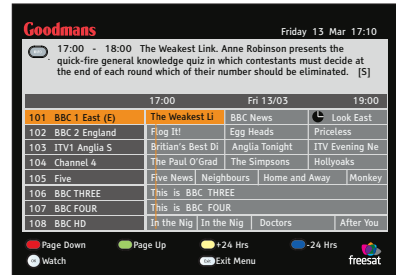 Goodmans Friday 13 Mar 17:10
17:00 - 18:00 The Weakest Link. Anne Robinson presents the
quick-fire general knowledge quiz in which contestants must decide at
the end of each round which of their number should be eliminated. [S]
17:00 Fri 13/03 19:00
101 BBC 1 East (E) The Weakest Li BBC News Look East
102 BBC 2 England Flog It! Egg Heads Priceless
103 ITV1 Anglia S Britian's Best Di Anglia Tonight ITV Evening Ne
104 Channel 4 The Paul O'Grad The Simpsons Hollyoaks
105 Five Five News Neighbours Home and Away Monkey
106 BBC THREE This is BBC THREE
107 BBC FOUR This is BBC FOUR
108 BBC HD In the Nig In the Nig Doctors After You
Page Down Page Up +24 Hrs -24 Hrs
OK Watch Exit Exit Menu freesat